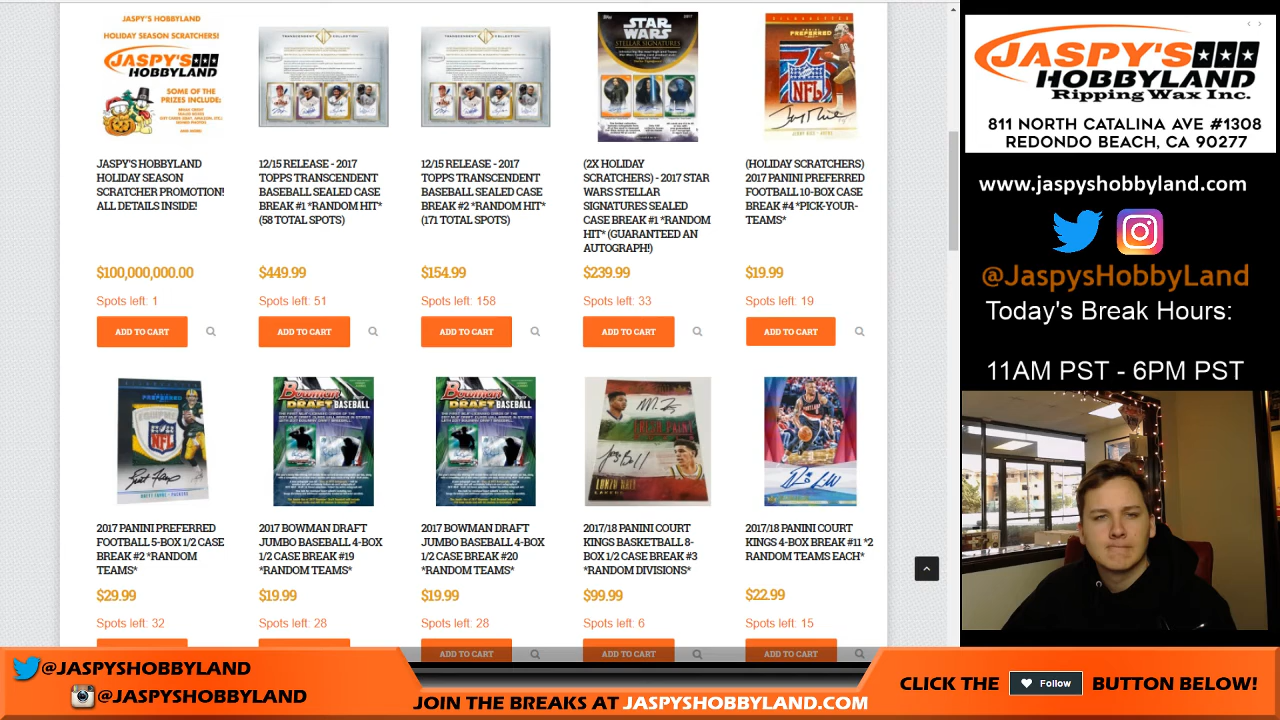 JASPY'S HOBBYLAND
HOLIDAY SEASON SCRATCHERS!
JASPY'S
HOBBYLAND
SOME OF THE
PRIZES INCLUDE:
JASPY'S HOBBYLAND
HOLIDAY SEASON
SCRATCHER PROMOTION!
ALL DETAILS INSIDE!
$100,000,000.00
Spots left: 1
ADD TO CART
12/15 RELEASE - 2017
TOPPS TRANSCENDENT
BASEBALL SEALED CASE
BREAK #1 *RANDOM HIT*
(58 TOTAL SPOTS)
$449.99
Spots left: 51
ADD TO CART
12/15 RELEASE - 2017
TOPPS TRANSCENDENT
BASEBALL SEALED CASE
BREAK #2 *RANDOM HIT*
(171 TOTAL SPOTS)
$154.99
Spots left: 158
ADD TO CART
STAR
WARS
STELLAR SIGNATURES
(2X HOLIDAY
SCRATCHERS) - 2017 STAR
WARS STELLAR
SIGNATURES SEALED
CASE BREAK #1 *RANDOM
HIT* (GUARANTEED AN
AUTOGRAPH!)
$239.99
Spots left: 33
ADD TO CART
PREFERRED
NFL
(HOLIDAY SCRATCHERS)
2017 PANINI PREFERRED
FOOTBALL 10-BOX CASE
BREAK #4 *PICK-YOUR-
TEAMS*
$19.99
Spots left: 19
ADD TO CART
NFL
2017 PANINI PREFERRED
FOOTBALL 5-BOX 1/2 CASE
BREAK #2 *RANDOM
TEAMS*
$29.99
Spots left: 32
Bowman
DRAFT BASEBALL
2017 BOWMAN DRAFT
JUMBO BASEBALL 4-BOX
1/2 CASE BREAK #19
*RANDOM TEAMS*
$19.99
Spots left: 28
Bowman
DRAFT BASEBALL
2017 BOWMAN DRAFT
JUMBO BASEBALL 4-BOX
1/2 CASE BREAK #20
*RANDOM TEAMS*
$19.99
Spots left: 28
ADD TO CART
LONZO BALL
2017/18 PANINI COURT
KINGS BASKETBALL 8-
BOX 1/2 CASE BREAK #3
*RANDOM DIVISIONS*
$99.99
Spots left: 6
ADD TO CART
2017/18 PANINI COURT
KINGS 4-BOX BREAK #11 *2
RANDOM TEAMS EACH*
$22.99
Spots left: 15
ADD TO CART
JASPY'S
HOBBYLAND
Ripping Wax Inc.
811 NORTH CATALINA AVE #1308
REDONDO BEACH, CA 90277
www.jaspyshobbyland.com
@JaspysHobbyLand
Today's Break Hours:
11AM PST - 6PM PST
@JASPYSHOBBYLAND
@JASPYSHOBBYLAND
JOIN THE BREAKS AT JASPYSHOBBYLAND.COM
CLICK THE Follow BUTTON BELOW!